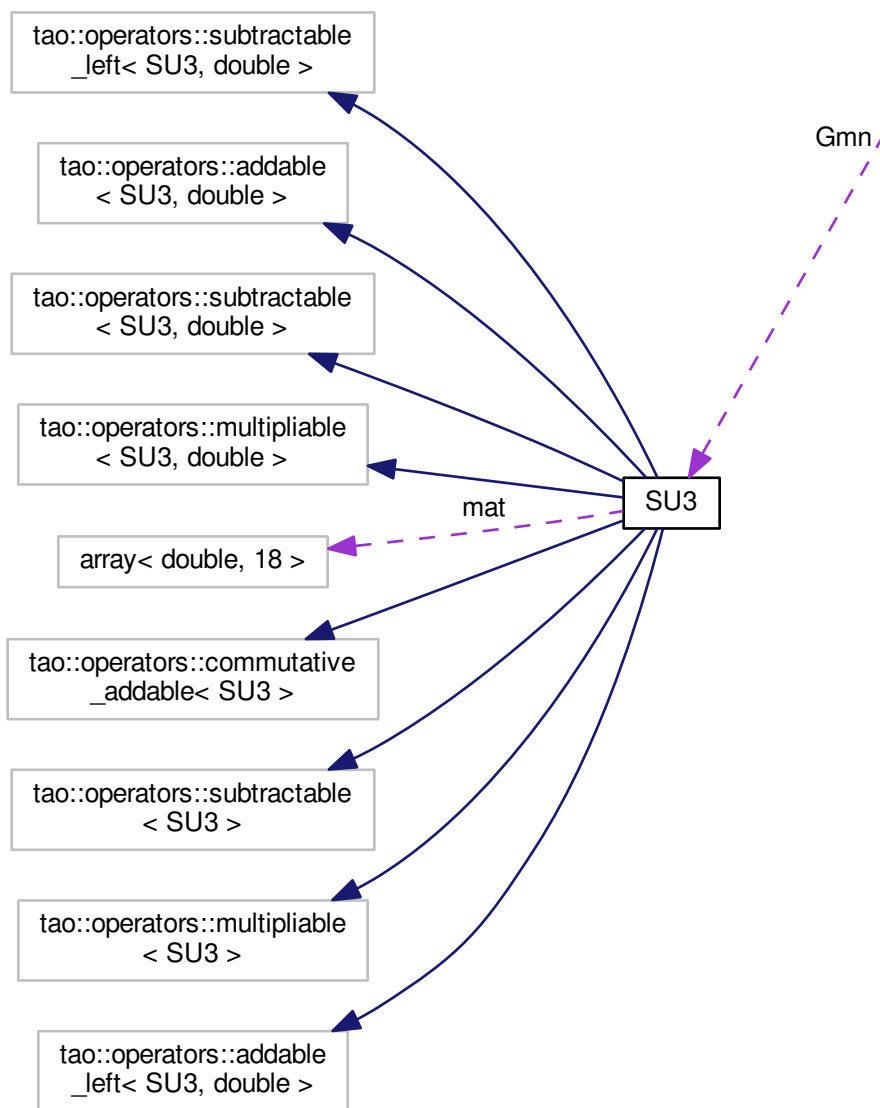 tao::operators::subtractable
_left< SU3, double >
Gmn
tao::operators::addable
< SU3, double >
tao::operators::subtractable
< SU3, double >
tao::operators::multipliable
< SU3, double >
SU3
mat
array< double, 18 >
tao::operators::commutative
_addable< SU3 >
tao::operators::subtractable
< SU3 >
tao::operators::multipliable
< SU3 >
tao::operators::addable
_left< SU3, double >